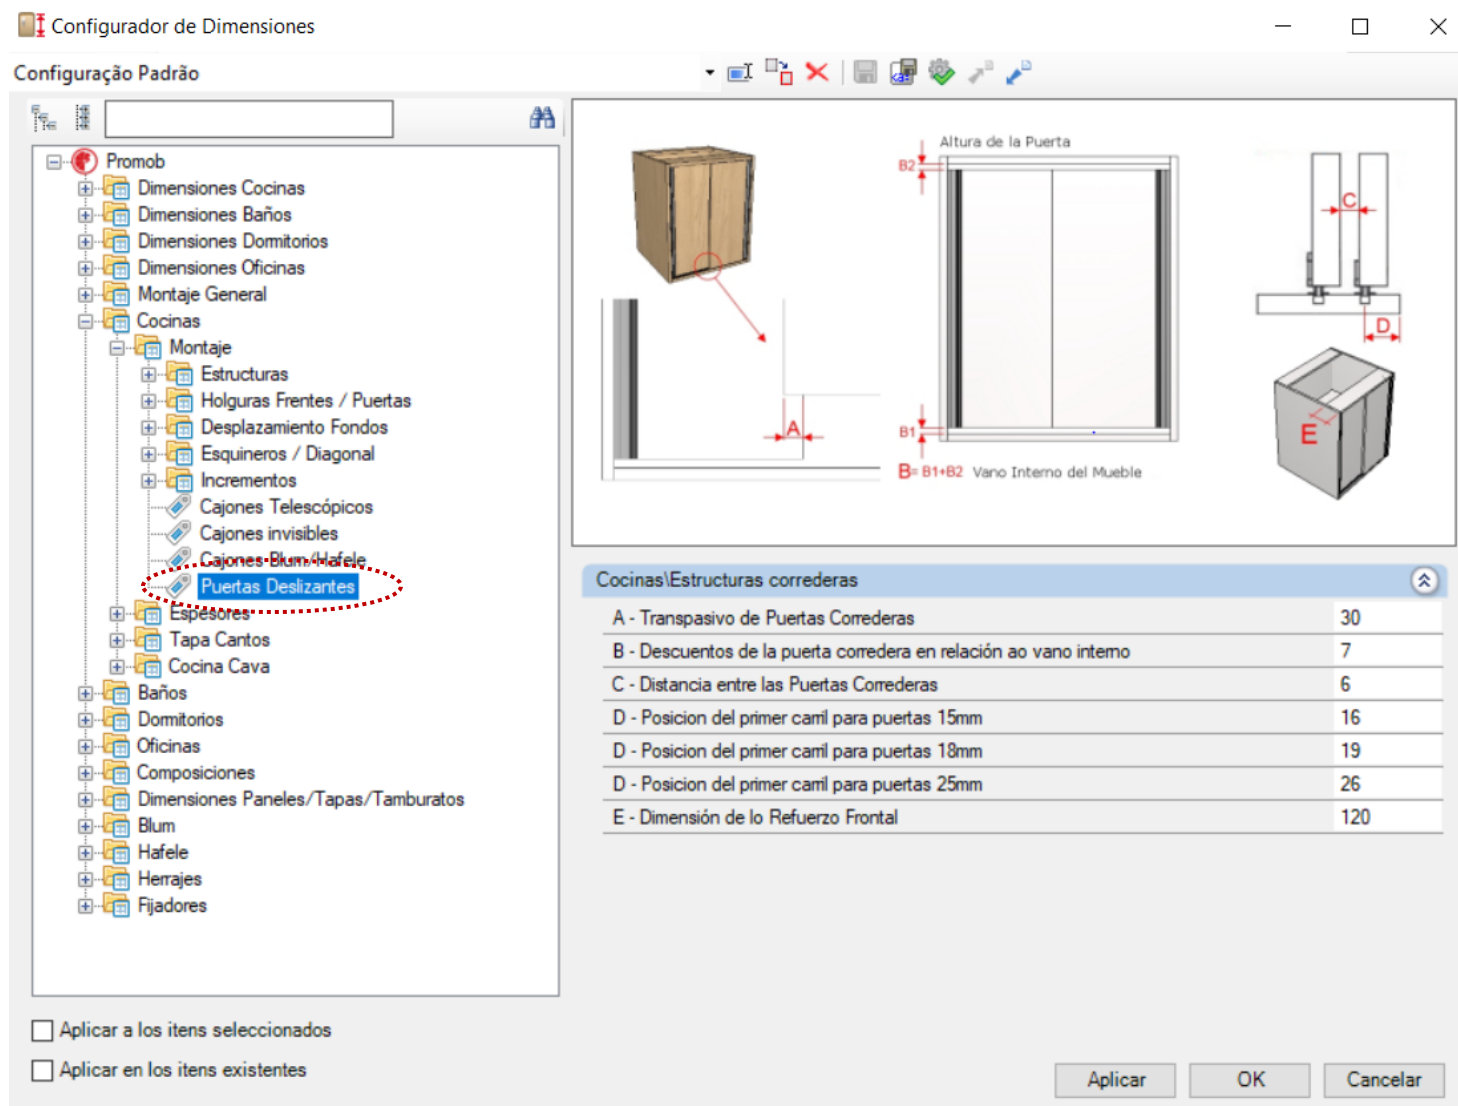 Configurador de Dimensiones
Configuração Padrão
Promob
Dimensiones Cocinas
Dimensiones Baños
Dimensiones Dormitorios
Dimensiones Oficinas
Montaje General
Cocinas
Montaje
Estructuras
Holguras Frentes / Puertas
Desplazamiento Fondos
Esquineros / Diagonal
Incrementos
Cajones Telescópicos
Cajones invisibles
Cajones Blum/Hafele
Puertas Deslizantes
Espesores
Tapa Cantos
Cocina Cava
Baños
Dormitorios
Oficinas
Composiciones
Dimensiones Paneles/Tapas/Tamburatos
Blum
Hafele
Herrajes
Fijadores
Aplicar a los itens seleccionados
Aplicar en los itens existentes
Altura de la Puerta
B2
C
D
A
B1
E
B= B1+B2 Vano Interno del Mueble
Cocinas\Estructuras correderas
A - Transpasivo de Puertas Correderas 30
B - Descuentos de la puerta corredera en relación ao vano interno 7
C - Distancia entre las Puertas Correderas 6
D - Posicion del primer carril para puertas 15mm 16
D - Posicion del primer carril para puertas 18mm 19
D - Posicion del primer carril para puertas 25mm 26
E - Dimensión de lo Refuerzo Frontal 120
Aplicar OK Cancelar